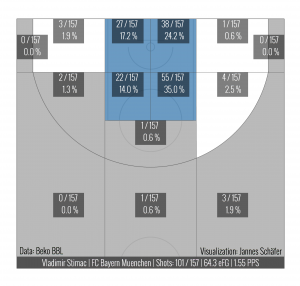 3 / 157 27 / 157 38 / 157 1 / 157
1.9 % 17.2 % 24.2 % 0.6 %
0 / 157 0 / 157
0.0 % 0.0 %
2 / 157 22 / 157 55 / 157 4 / 157
1.3 % 14.0 % 35.0 % 2.5 %
1 / 157
0.6 %
0 / 157 1 / 157 3 / 157
0.0 % 0.6 % 1.9 %
Data: Beko BBL Visualization: Jannes Schäfer
Vladimir Stimac | FC Bayern Muenchen | Shots: 101 / 157 | 64.3 eFG | 1.55 PPS